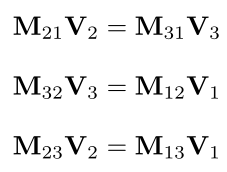 M₂₁V₂ = M₃₁V₃
M₃₂V₃ = M₁₂V₁
M₂₃V₂ = M₁₃V₁